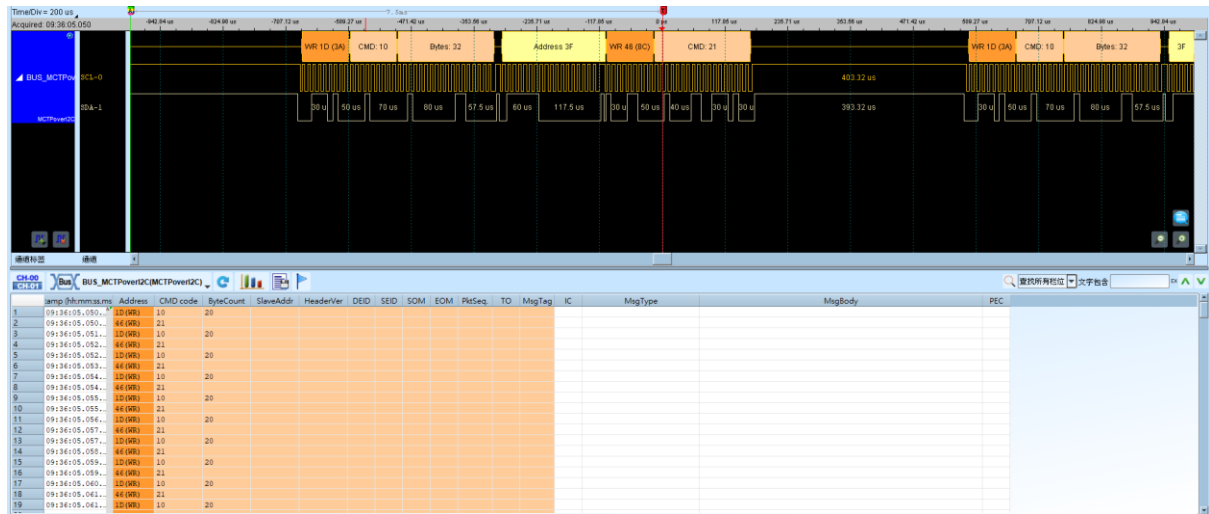 Time/Div = 200 us
Acquired: 09:36:05.050
-942.64 us -824.90 us -707.12 us -589.27 us -471.42 us -353.56 us -235.71 us -117.85 us 0 ps 117.85 us 235.71 us 353.56 us 471.42 us 589.27 us 707.12 us 824.98 us 942.84 us
WR 1D (3A) CMD: 10 Bytes: 32 Address 3F WR 46 (8C) CMD: 21 WR 1D (3A) CMD: 10 Bytes: 32 3F
BUS_MCTPov SCL-0 403.32 us
SDA-1 30 u 50 us 70 us 80 us 57.5 us 60 us 117.5 us 30 u 50 us 40 us 30 u 30 u 393.32 us 30 u 50 us 70 us 80 us 57.5 us
MCTPoverI2C
通道标签 通道
CH-00
CH-01 Bus BUS_MCTPoverI2C(MCTPoverI2C) 查找所有栏位 文字包含
:amp (hh:mm:ss.ms Address CMD code ByteCount SlaveAddr HeaderVer DEID SEID SOM EOM PktSeq. TO MsgTag IC MsgType MsgBody PEC
1 09:36:05.050.. 1D(WR) 10 20
2 09:36:05.050.. 46(WR) 21
3 09:36:05.051.. 1D(WR) 10 20
4 09:36:05.052.. 46(WR) 21
5 09:36:05.052.. 1D(WR) 10 20
6 09:36:05.053.. 46(WR) 21
7 09:36:05.054.. 1D(WR) 10 20
8 09:36:05.054.. 46(WR) 21
9 09:36:05.055.. 1D(WR) 10 20
10 09:36:05.055.. 46(WR) 21
11 09:36:05.056.. 1D(WR) 10 20
12 09:36:05.057.. 46(WR) 21
13 09:36:05.057.. 1D(WR) 10 20
14 09:36:05.058.. 46(WR) 21
15 09:36:05.059.. 1D(WR) 10 20
16 09:36:05.059.. 46(WR) 21
17 09:36:05.060.. 1D(WR) 10 20
18 09:36:05.061.. 46(WR) 21
19 09:36:05.061.. 1D(WR) 10 20